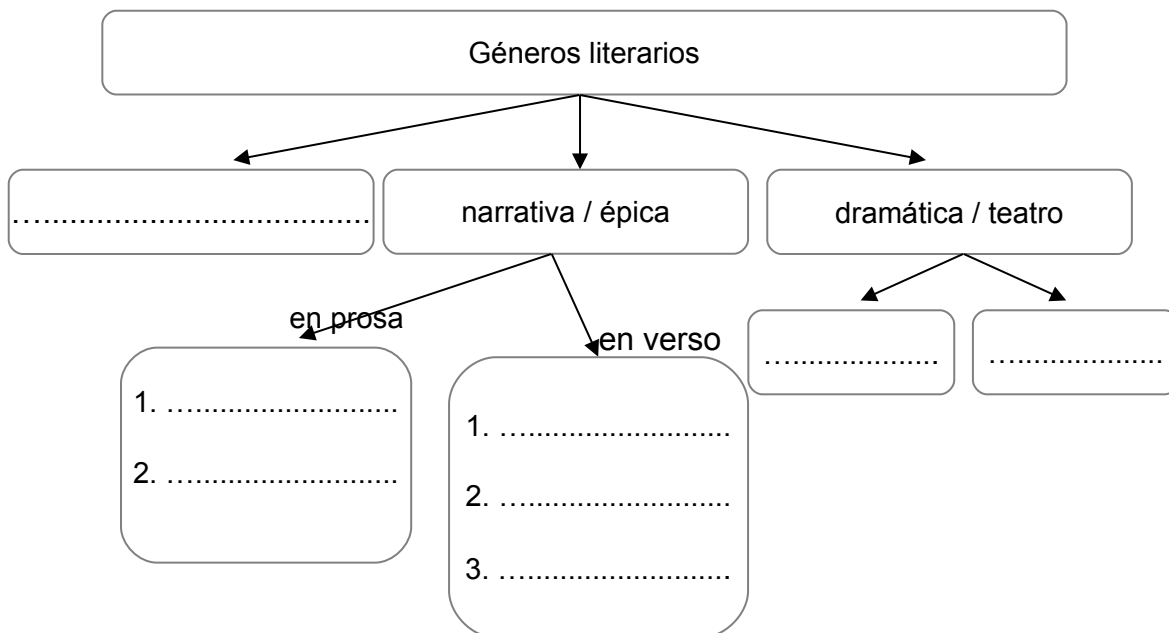 Géneros literarios
…........................................
narrativa / épica
dramática / teatro
en prosa
en verso
1. …..........................
2. …..........................
1. …..........................
2. …..........................
3. …..........................
…....................
…....................